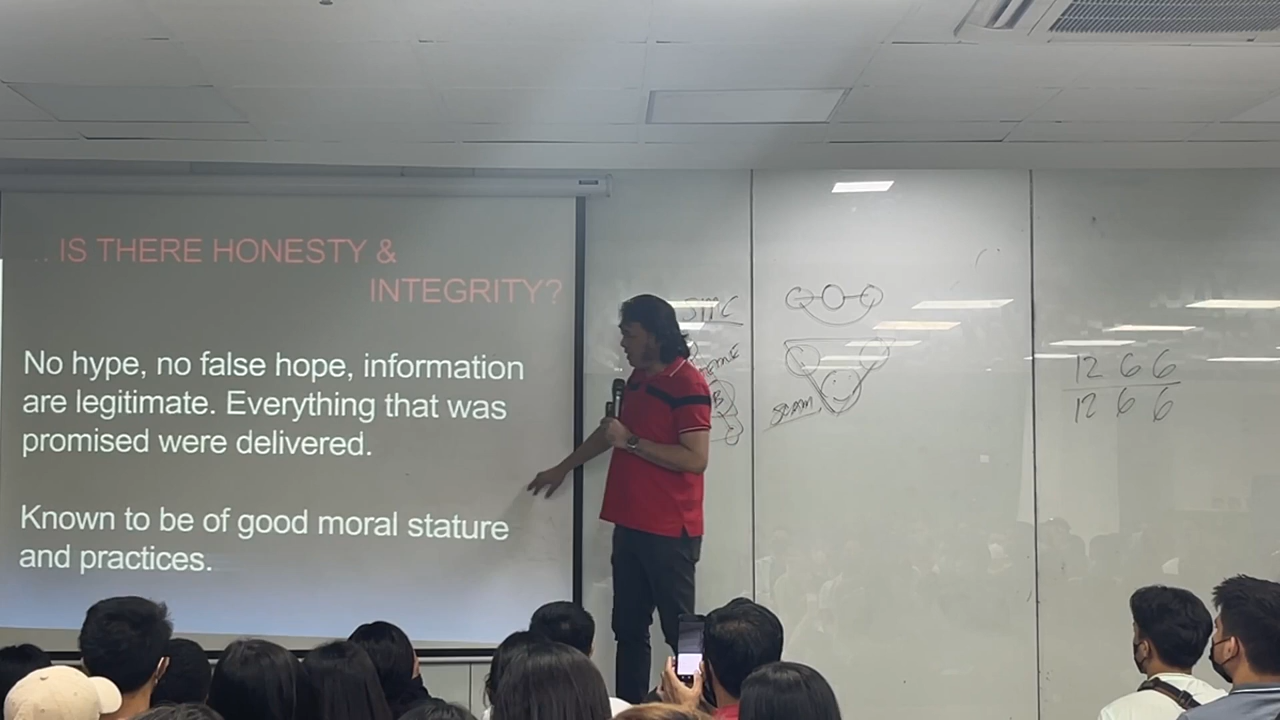 .. IS THERE HONESTY &
INTEGRITY?
No hype, no false hope, information
are legitimate. Everything that was
promised were delivered.
Known to be of good moral stature
and practices.
SCAM
12 6 6
12 6 6